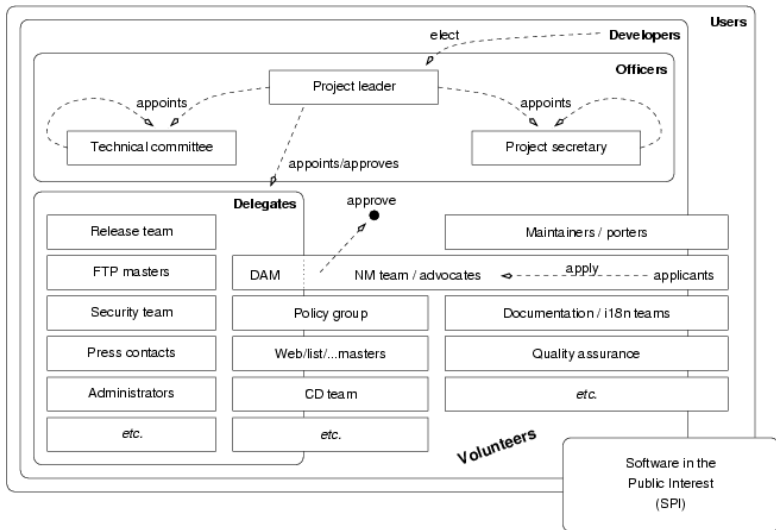 Users
elect
Developers
Officers
Project leader
appoints
appoints
Technical committee
Project secretary
appoints/approves
Delegates
approve
Release team
Maintainers / porters
FTP masters
DAM
NM team / advocates
apply
applicants
Security team
Policy group
Documentation / i18n teams
Press contacts
Web/list/...masters
Quality assurance
Administrators
CD team
etc.
etc.
etc.
Volunteers
Software in the
Public Interest
(SPI)